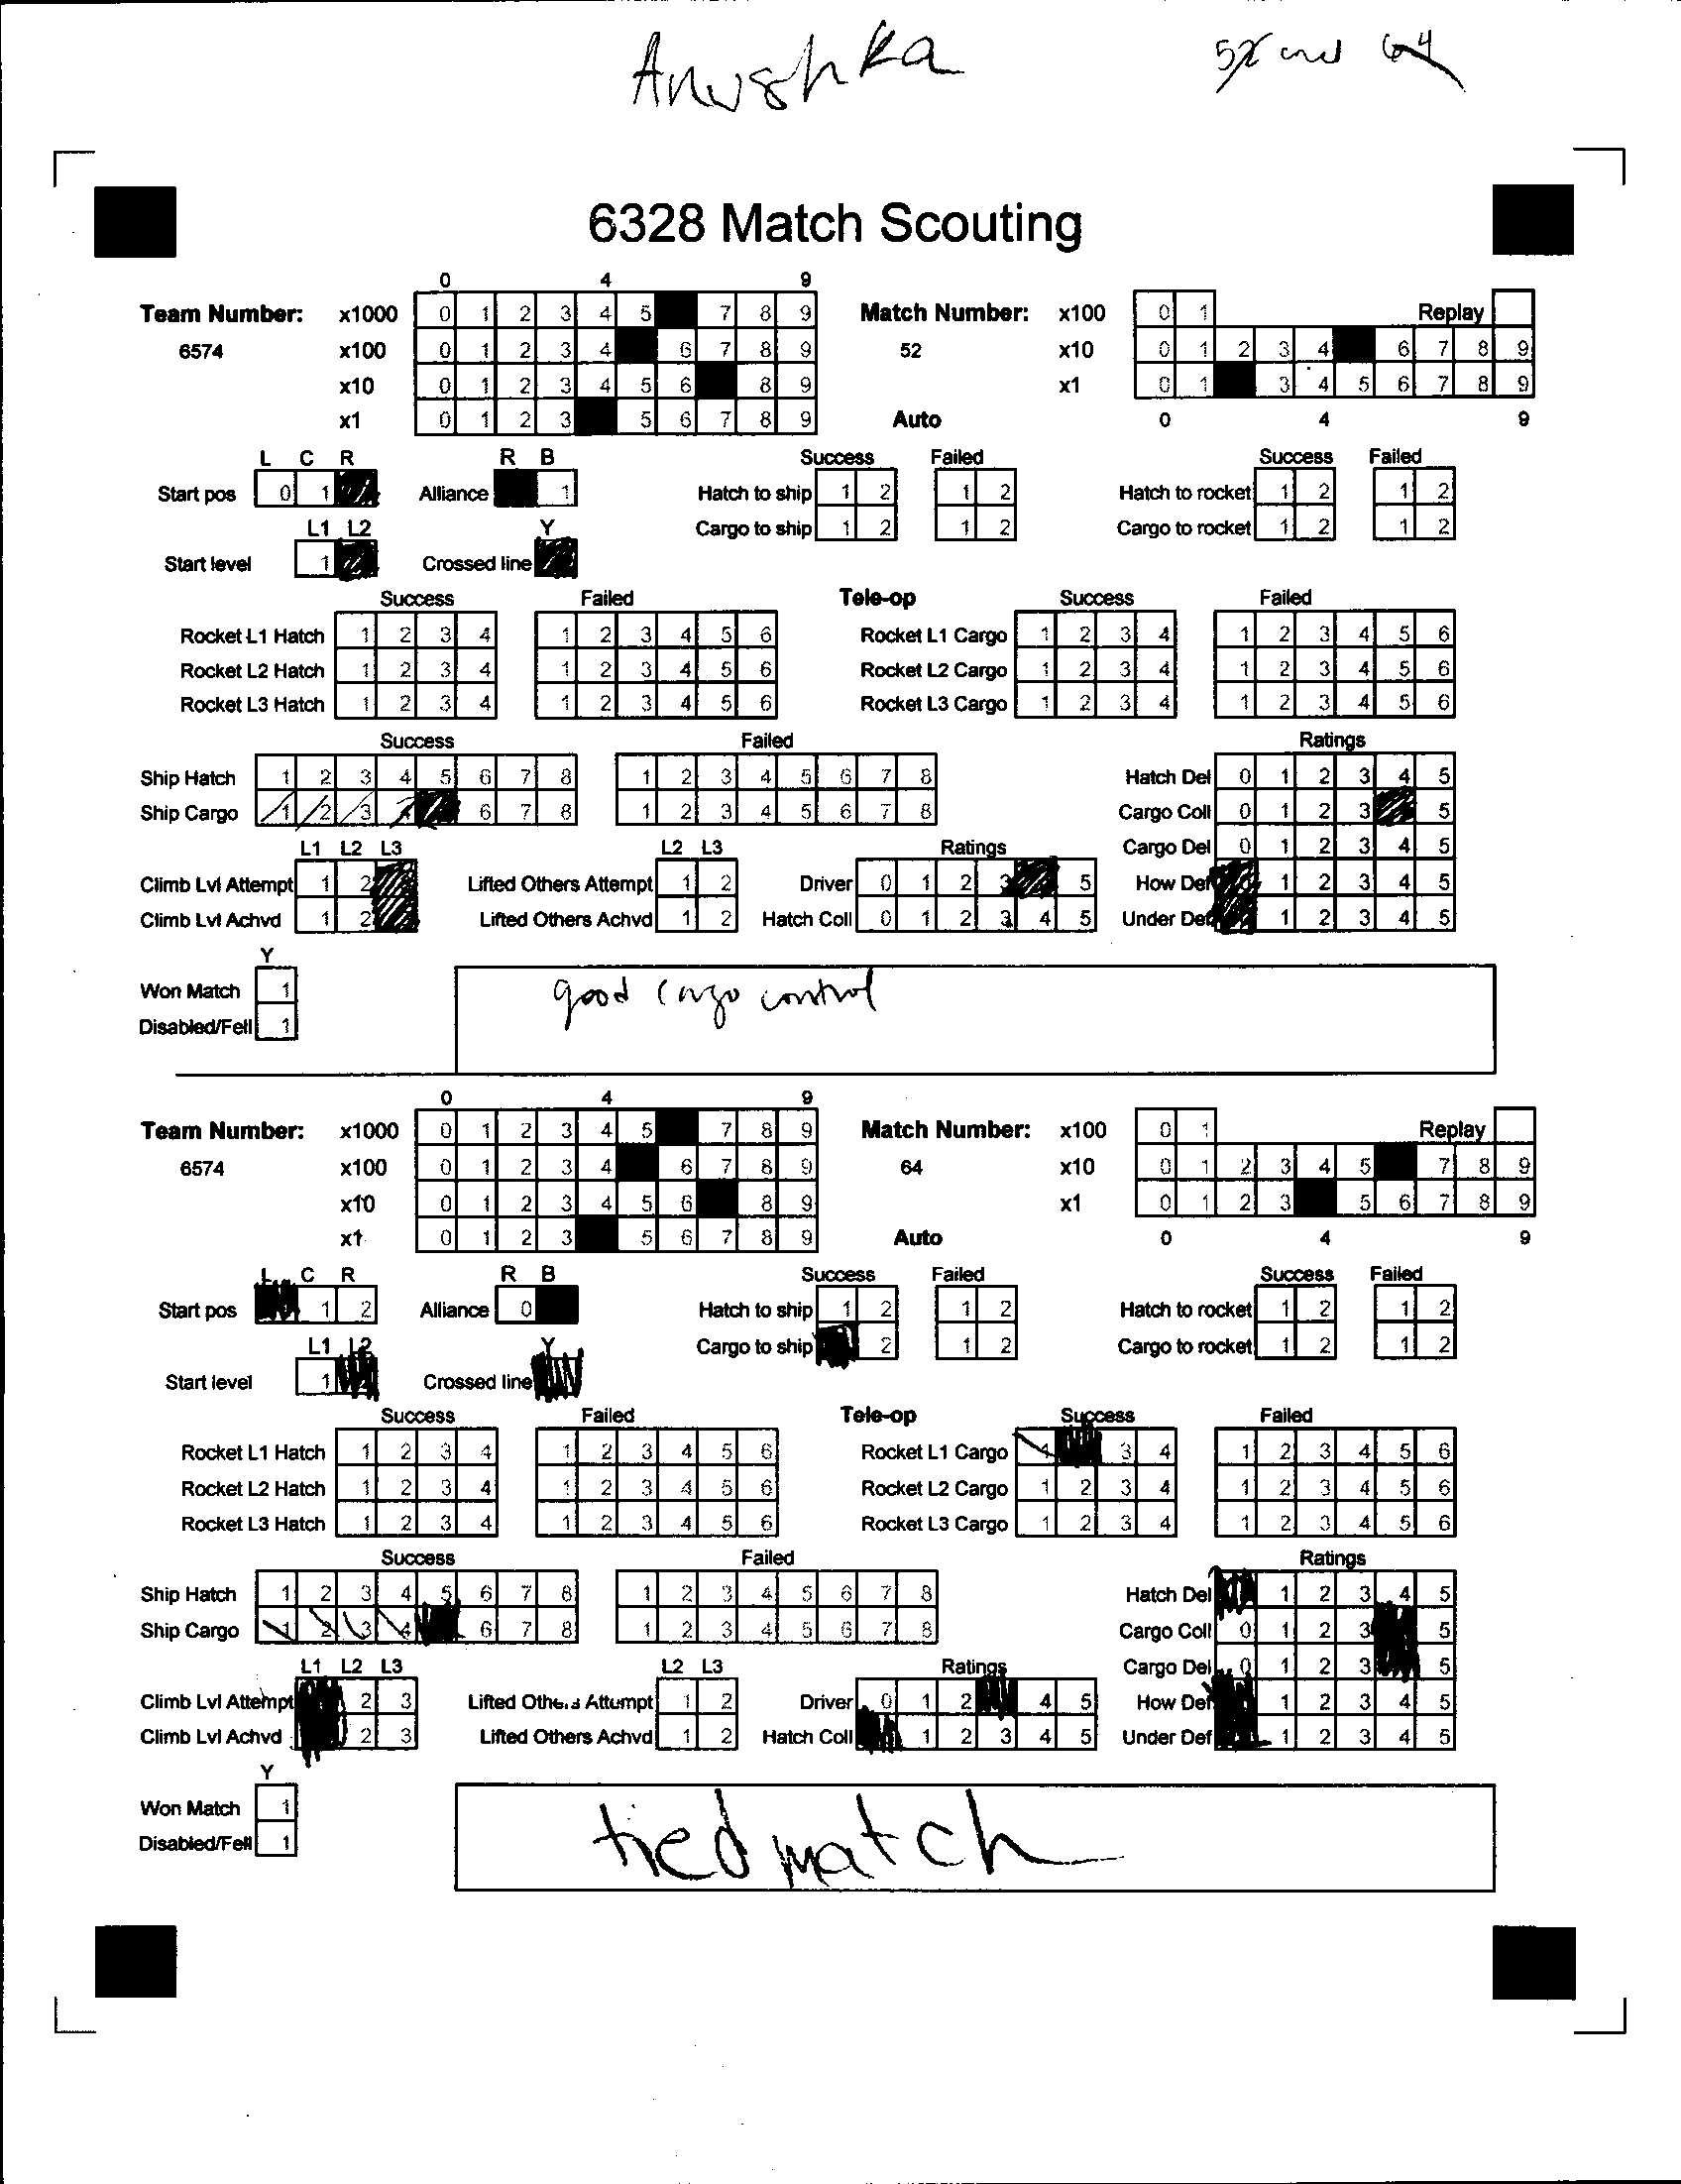 Anushka 52 and 64
6328 Match Scouting
0 4 9
Team Number: x1000 0 1 2 3 4 5 7 8 9 Match Number: x100 0 1 Replay
6574 x100 0 1 2 3 4 6 7 8 9 52 x10 0 1 2 3 4 6 7 8 9
x10 0 1 2 3 4 5 6 8 9 x1 0 1 3 4 5 6 7 8 9
x1 0 1 2 3 5 6 7 8 9 Auto 0 4 9
L C R R B Success Failed Success Failed
Start pos 0 1 Alliance 1 Hatch to ship 1 2 1 2 Hatch to rocket 1 2 1 2
L1 L2 Y Cargo to ship 1 2 1 2 Cargo to rocket 1 2 1 2
Start level 1 Crossed line
Success Failed Tele-op Success Failed
Rocket L1 Hatch 1 2 3 4 1 2 3 4 5 6 Rocket L1 Cargo 1 2 3 4 1 2 3 4 5 6
Rocket L2 Hatch 1 2 3 4 1 2 3 4 5 6 Rocket L2 Cargo 1 2 3 4 1 2 3 4 5 6
Rocket L3 Hatch 1 2 3 4 1 2 3 4 5 6 Rocket L3 Cargo 1 2 3 4 1 2 3 4 5 6
Success Failed Ratings
Ship Hatch 1 2 3 4 5 6 7 8 1 2 3 4 5 6 7 8 Hatch Del 0 1 2 3 4 5
Ship Cargo 1 2 3 4 6 7 8 1 2 3 4 5 6 7 8 Cargo Coll 0 1 2 3 5
L1 L2 L3 L2 L3 Ratings Cargo Del 0 1 2 3 4 5
Climb Lvl Attempt 1 2 Lifted Others Attempt 1 2 Driver 0 1 2 3 5 How Def 1 2 3 4 5
Climb Lvl Achvd 1 2 Lifted Others Achvd 1 2 Hatch Coll 0 1 2 3 4 5 Under Def 1 2 3 4 5
Y
Won Match 1 good cargo control
Disabled/Fell 1
0 4 9
Team Number: x1000 0 1 2 3 4 5 7 8 9 Match Number: x100 0 1 Replay
6574 x100 0 1 2 3 4 6 7 8 9 64 x10 0 1 2 3 4 5 7 8 9
x10 0 1 2 3 4 5 6 8 9 x1 0 1 2 3 5 6 7 8 9
x1 0 1 2 3 5 6 7 8 9 Auto 0 4 9
L C R R B Success Failed Success Failed
Start pos 1 2 Alliance 0 Hatch to ship 1 2 1 2 Hatch to rocket 1 2 1 2
L1 L2 Y Cargo to ship 2 1 2 Cargo to rocket 1 2 1 2
Start level 1 Crossed line
Success Failed Tele-op Success Failed
Rocket L1 Hatch 1 2 3 4 1 2 3 4 5 6 Rocket L1 Cargo 1 3 4 1 2 3 4 5 6
Rocket L2 Hatch 1 2 3 4 1 2 3 4 5 6 Rocket L2 Cargo 1 2 3 4 1 2 3 4 5 6
Rocket L3 Hatch 1 2 3 4 1 2 3 4 5 6 Rocket L3 Cargo 1 2 3 4 1 2 3 4 5 6
Success Failed Ratings
Ship Hatch 1 2 3 4 5 6 7 8 1 2 3 4 5 6 7 8 Hatch Del 1 2 3 4 5
Ship Cargo 1 2 3 4 6 7 8 1 2 3 4 5 6 7 8 Cargo Coll 0 1 2 3 5
L1 L2 L3 L2 L3 Ratings Cargo Del 0 1 2 3 5
Climb Lvl Attempt 2 3 Lifted Others Attempt 1 2 Driver 0 1 2 4 5 How Def 1 2 3 4 5
Climb Lvl Achvd 2 3 Lifted Others Achvd 1 2 Hatch Coll 1 2 3 4 5 Under Def 1 2 3 4 5
Y
Won Match 1 tied match
Disabled/Fell 1